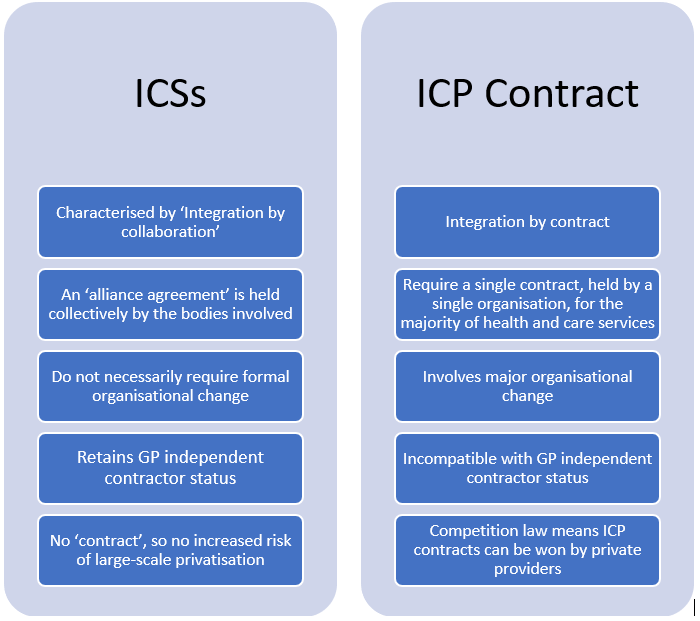 ICSs
Characterised by ‘Integration by
collaboration’
An ‘alliance agreement’ is held
collectively by the bodies involved
Do not necessarily require formal
organisational change
Retains GP independent
contractor status
No ‘contract’, so no increased risk
of large-scale privatisation
ICP Contract
Integration by contract
Require a single contract, held by a
single organisation, for the
majority of health and care services
Involves major organisational
change
Incompatible with GP independent
contractor status
Competition law means ICP
contracts can be won by private
providers